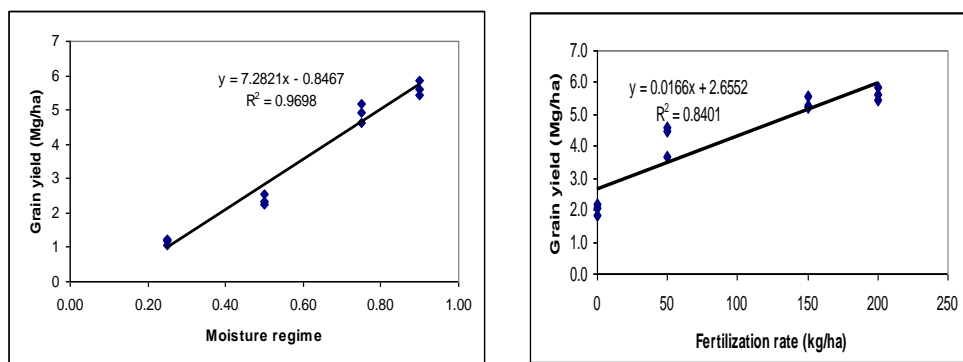 y = 7.2821x - 0.8467
R² = 0.9698
Grain yield (Mg/ha)
8
7
6
5
4
3
2
1
0
0.00 0.20 0.40 0.60 0.80 1.00
Moisture regime
y = 0.0166x + 2.6552
R² = 0.8401
Grain yield (Mg/ha)
7.0
6.0
5.0
4.0
3.0
2.0
1.0
0.0
0 50 100 150 200 250
Fertilization rate (kg/ha)